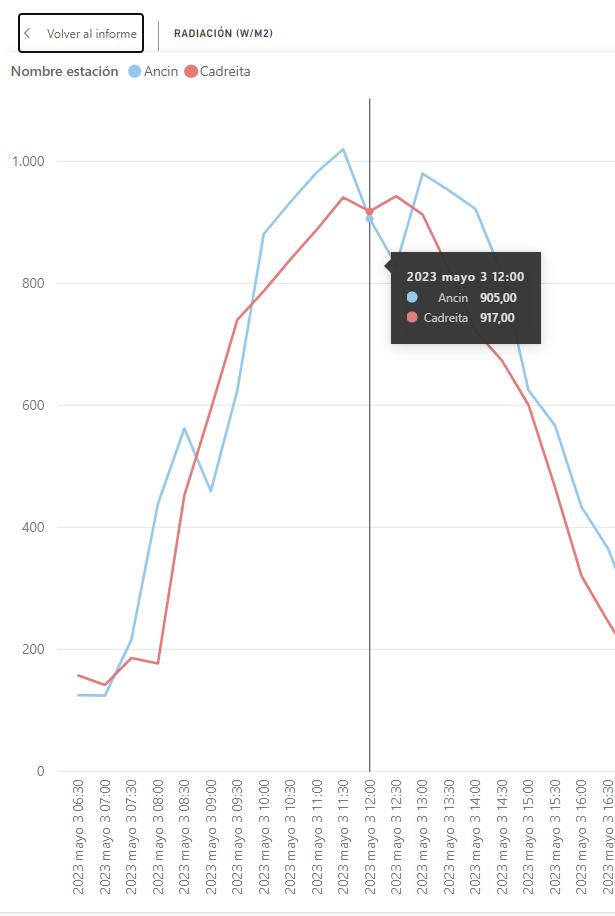 Volver al informe
RADIACIÓN (W/M2)
Nombre estación Ancin Cadreita
1.000
800
600
400
200
0
2023 mayo 3 12:00
Ancin 905,00
Cadreita 917,00
2023 mayo 3 06:30
2023 mayo 3 07:00
2023 mayo 3 07:30
2023 mayo 3 08:00
2023 mayo 3 08:30
2023 mayo 3 09:00
2023 mayo 3 09:30
2023 mayo 3 10:00
2023 mayo 3 10:30
2023 mayo 3 11:00
2023 mayo 3 11:30
2023 mayo 3 12:00
2023 mayo 3 12:30
2023 mayo 3 13:00
2023 mayo 3 13:30
2023 mayo 3 14:00
2023 mayo 3 14:30
2023 mayo 3 15:00
2023 mayo 3 15:30
2023 mayo 3 16:00
2023 mayo 3 16:30